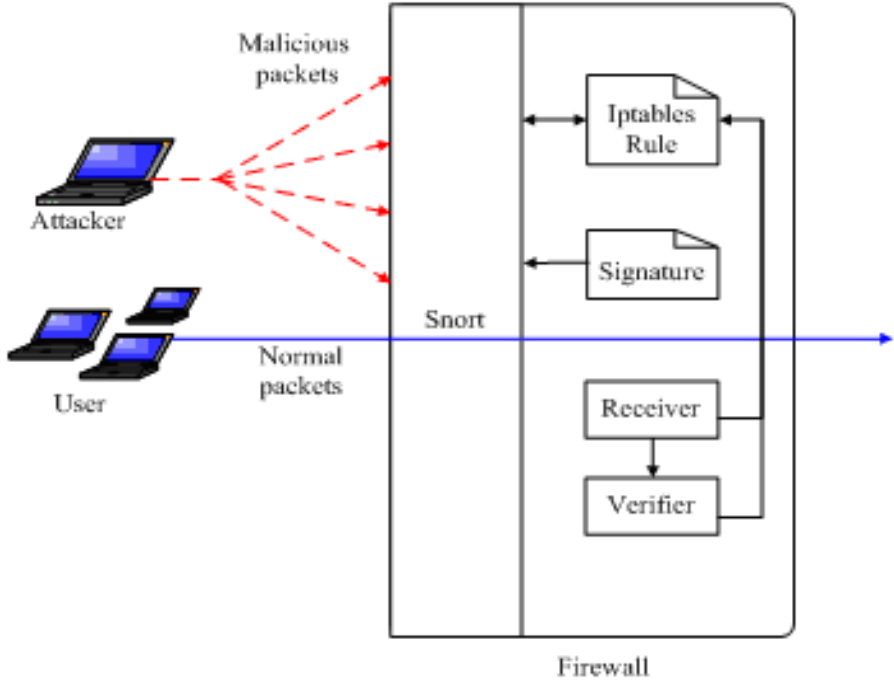 Malicious
packets
Iptables
Rule
Attacker
Signature
Snort
Normal
packets
User
Receiver
Verifier
Firewall